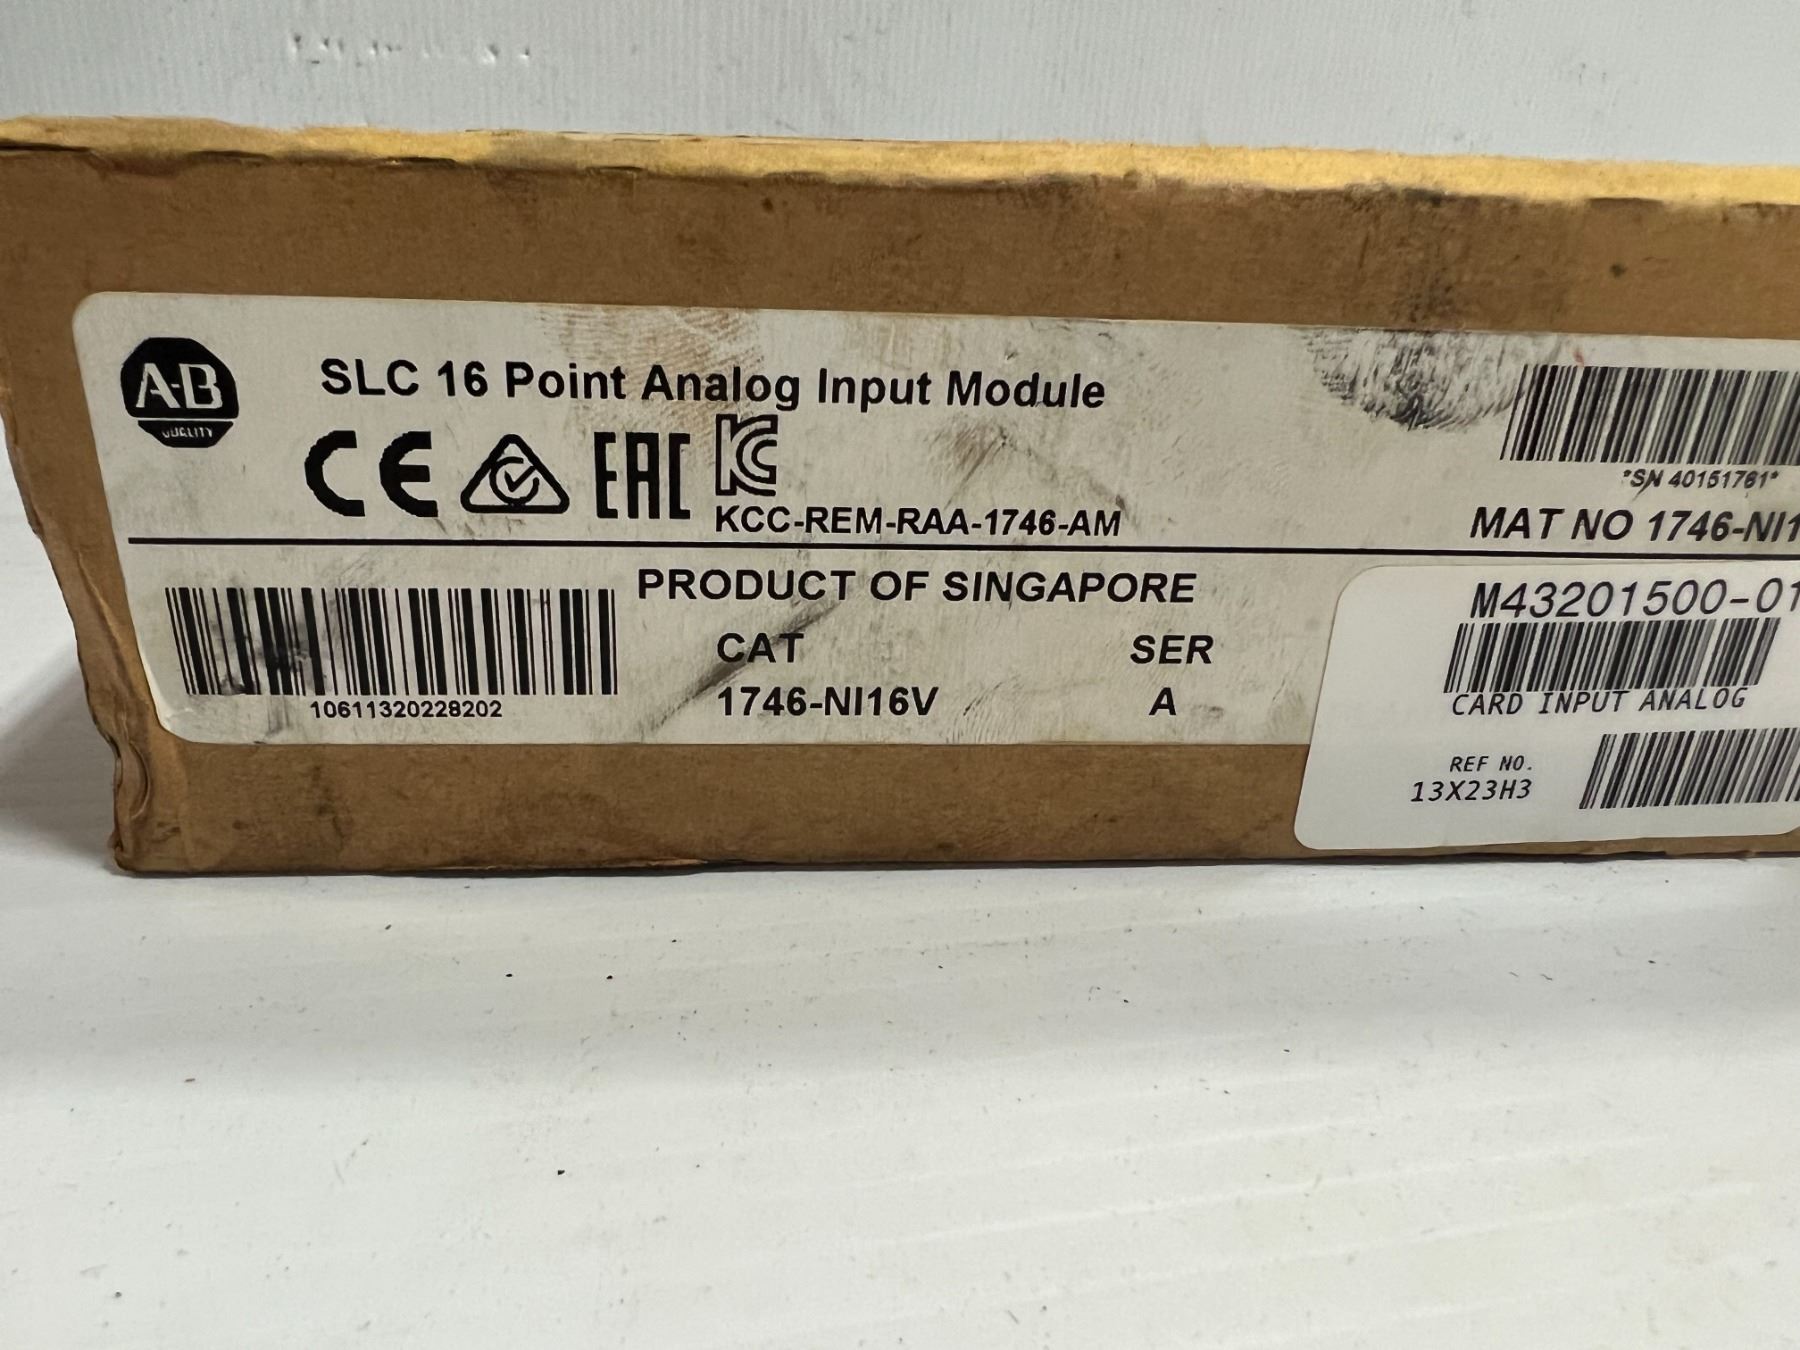 A-B
QUALITY
SLC 16 Point Analog Input Module
CE
EAC
KC
KCC-REM-RAA-1746-AM
*SN 40151761*
MAT NO 1746-NI1
PRODUCT OF SINGAPORE
CAT
SER
1746-NI16V
A
10611320228202
M43201500-01
CARD INPUT ANALOG
REF NO.
13X23H3